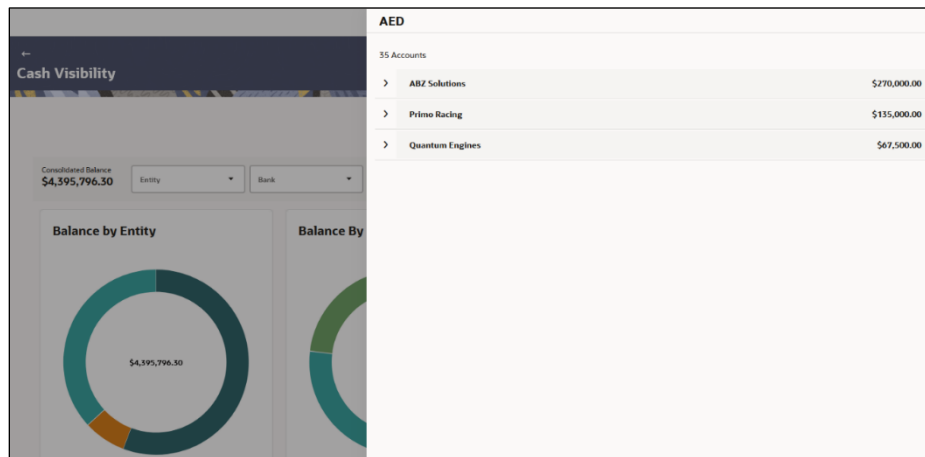 AED
35 Accounts
ABZ Solutions $270,000.00
Primo Racing $135,000.00
Quantum Engines $67,500.00
Cash Visibility
Consolidated Balance
$4,395,796.30
Entity
Bank
Balance by Entity
$4,395,796.30
Balance By